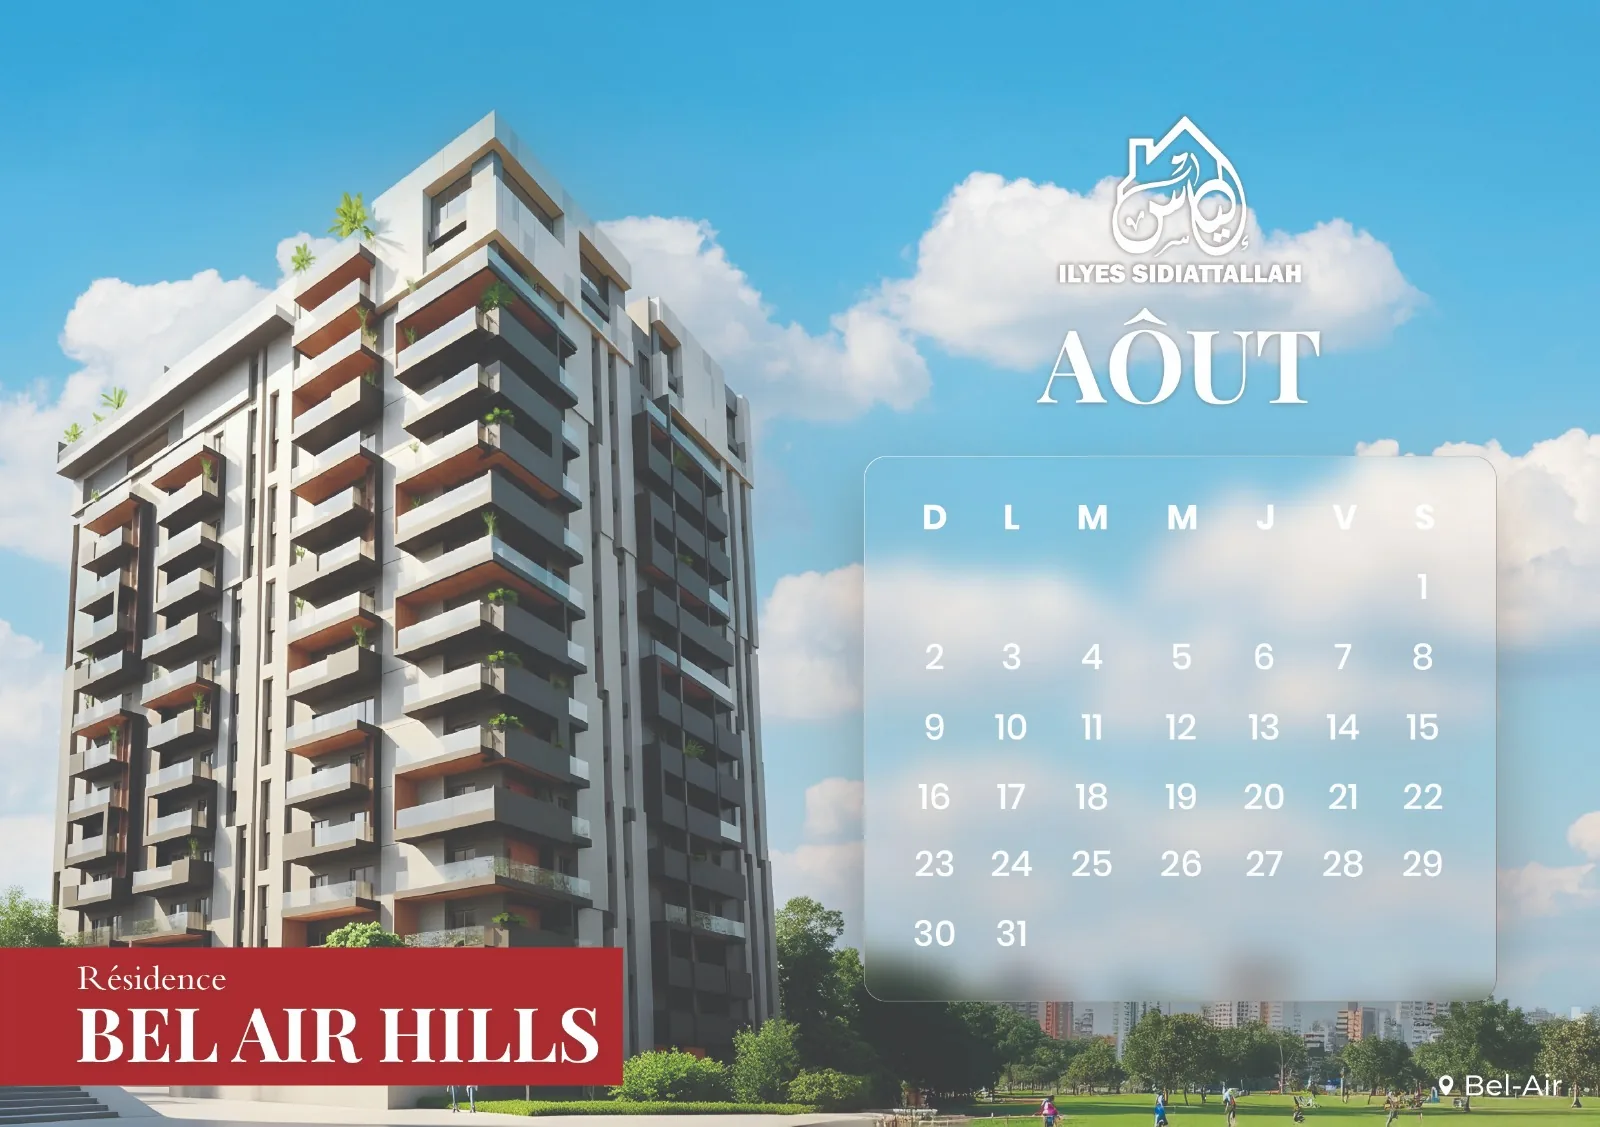 إلياس
ILYES SIDIATTALLAH
AÔUT
D L M M J V S
1
2 3 4 5 6 7 8
9 10 11 12 13 14 15
16 17 18 19 20 21 22
23 24 25 26 27 28 29
30 31
Résidence
BEL AIR HILLS
Bel-Air